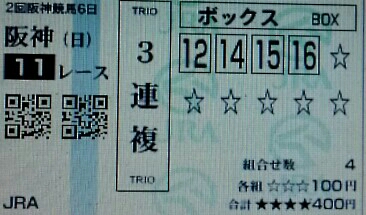 2回阪神競馬6日
阪神(日)
11レース
JRA
TRIO
3連複
TRIO
ボックス BOX
12 14 15 16 ☆
☆ ☆ ☆ ☆ ☆
組合せ数 4
各組 ☆☆☆100円
合計 ★★★★400円